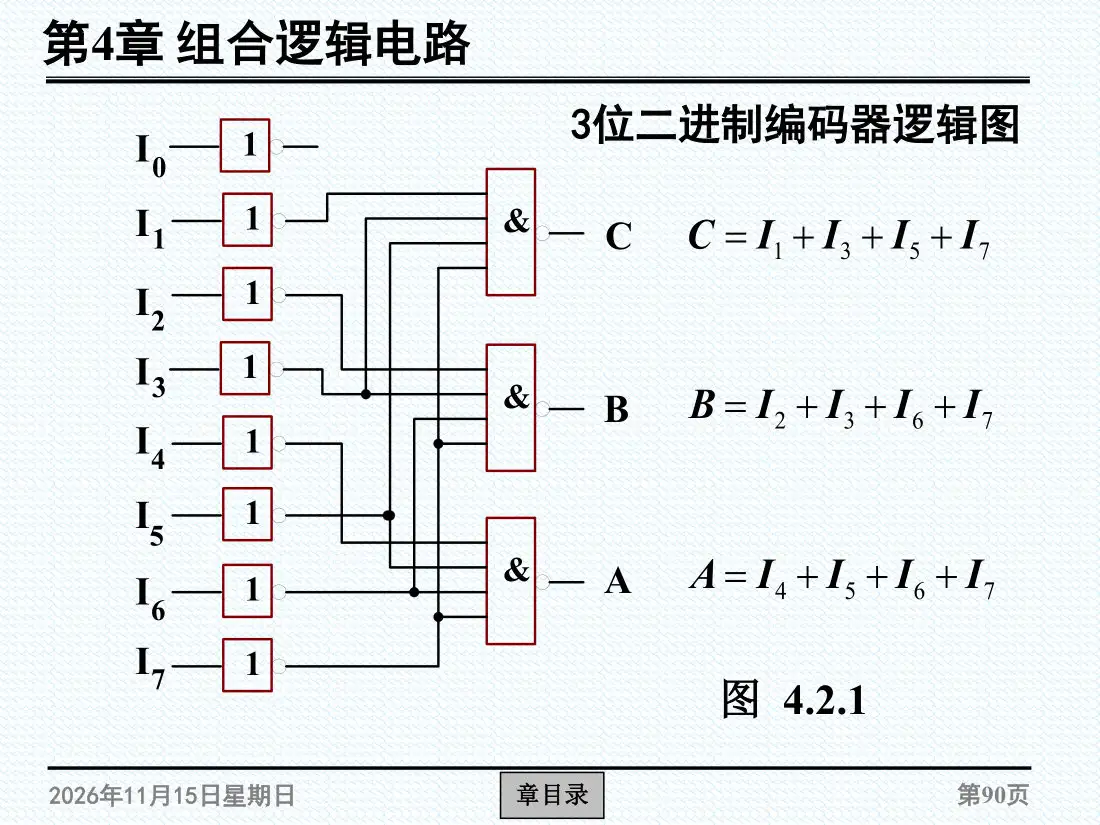 第4章 组合逻辑电路
3位二进制编码器逻辑图
I0 1
I1 1
I2 1
I3 1
I4 1
I5 1
I6 1
I7 1
& C C = I1 + I3 + I5 + I7
& B B = I2 + I3 + I6 + I7
& A A = I4 + I5 + I6 + I7
图 4.2.1
2026年11月15日星期日 章目录 第90页